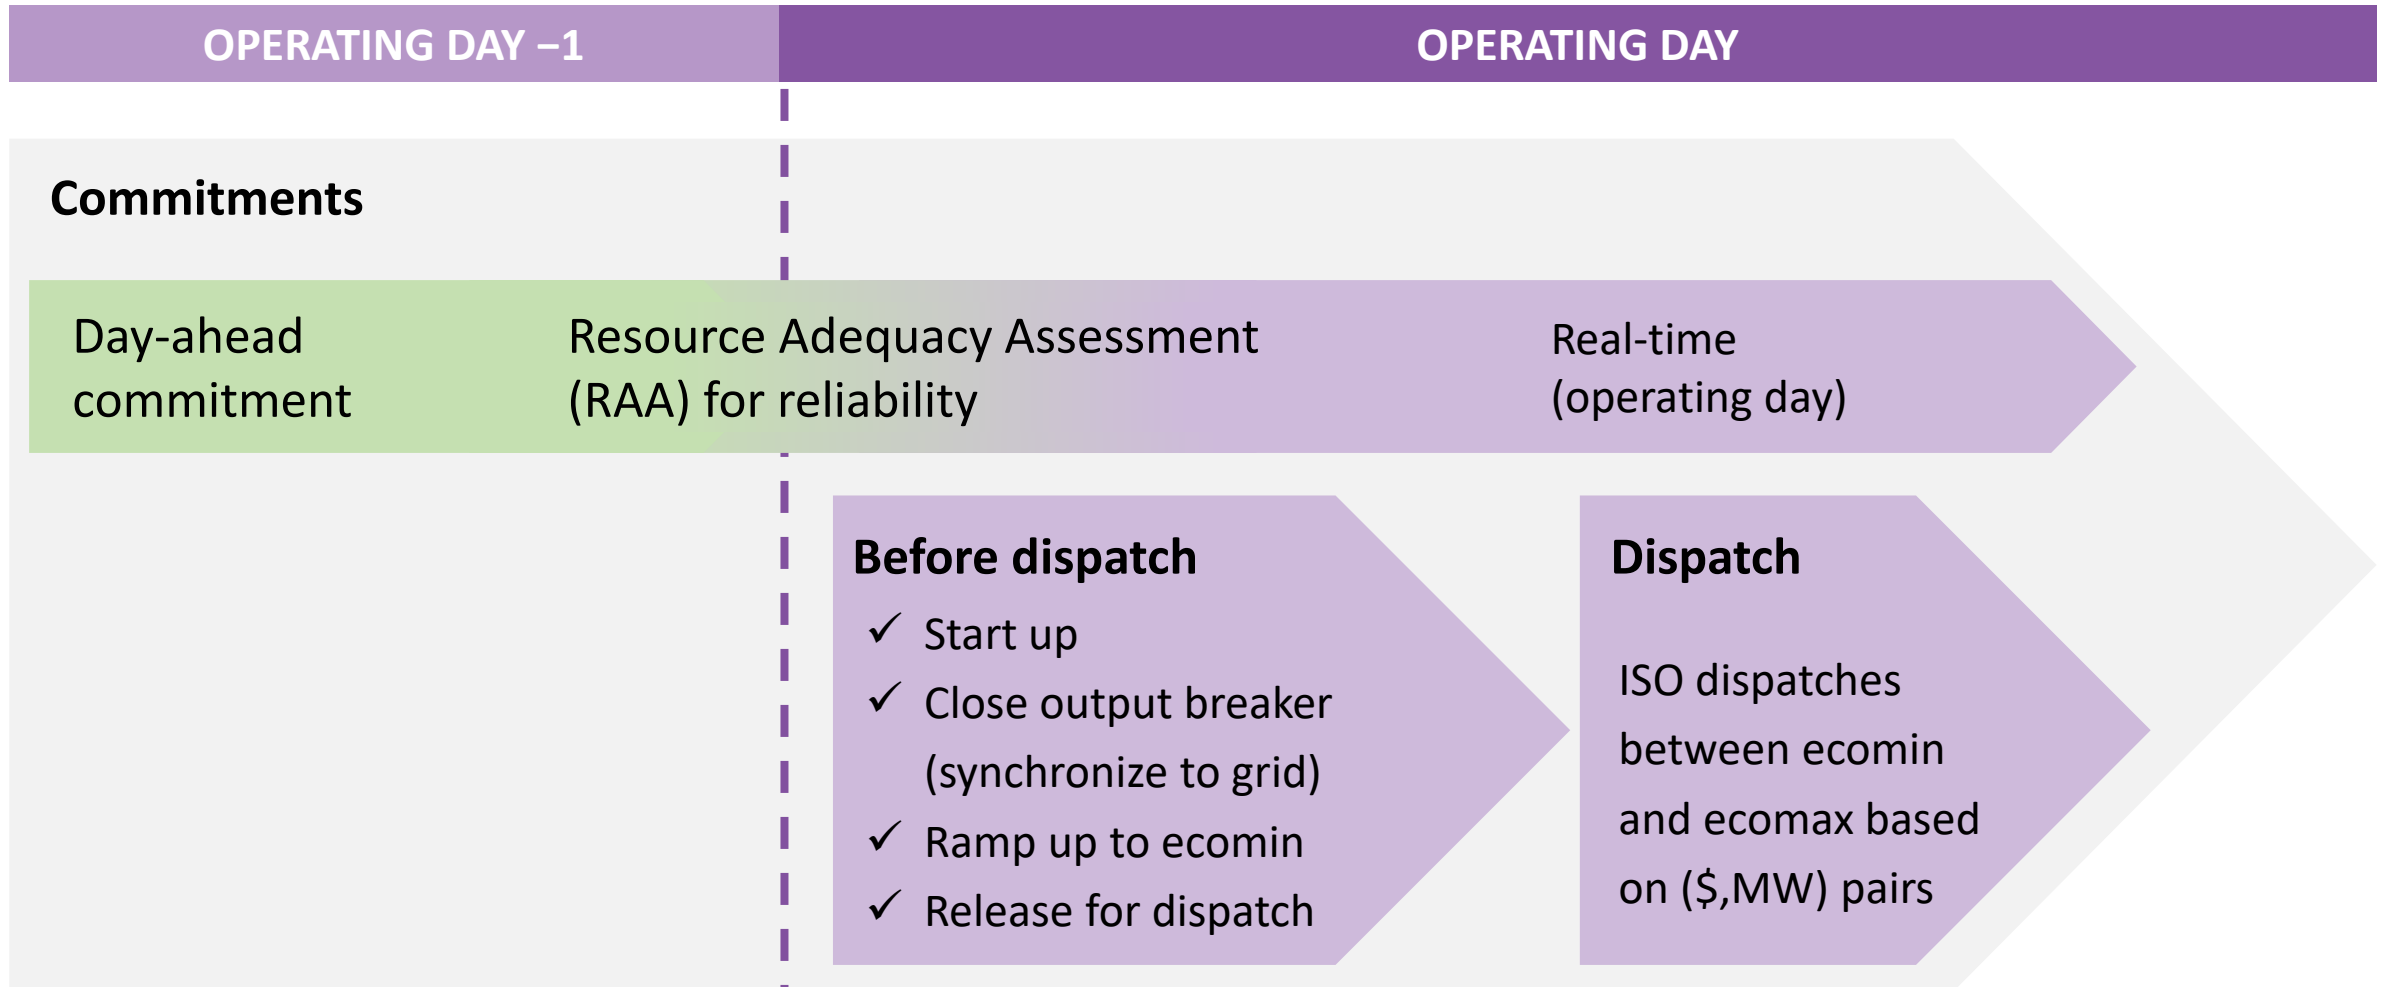 OPERATING DAY –1
OPERATING DAY
Commitments
Day-ahead
commitment
Resource Adequacy Assessment
(RAA) for reliability
Real-time
(operating day)
Before dispatch
✓ Start up
✓ Close output breaker
(synchronize to grid)
✓ Ramp up to ecomin
✓ Release for dispatch
Dispatch
ISO dispatches
between ecomin
and ecomax based
on ($,MW) pairs